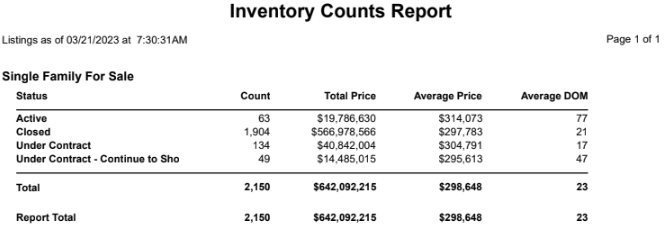 Inventory Counts Report
Listings as of 03/21/2023 at 7:30:31AM Page 1 of 1
Single Family For Sale
Status Count Total Price Average Price Average DOM
Active 63 $19,786,630 $314,073 77
Closed 1,904 $566,978,566 $297,783 21
Under Contract 134 $40,842,004 $304,791 17
Under Contract - Continue to Sho 49 $14,485,015 $295,613 47
Total 2,150 $642,092,215 $298,648 23
Report Total 2,150 $642,092,215 $298,648 23